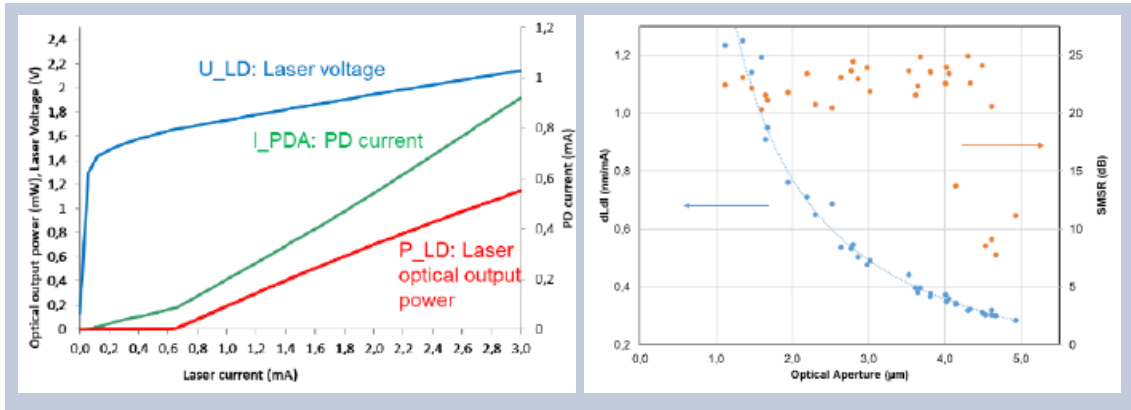 2,4
2,2
2
1,8
1,6
1,4
1,2
1
0,8
0,6
0,4
0,2
0
Optical output power (mW), Laser Voltage (V)
U_LD: Laser voltage
I_PDA: PD current
P_LD: Laser
optical output
power
1,2
1
0,8
0,6
0,4
0,2
0
PD current (mA)
0,0 0,2 0,4 0,6 0,8 1,0 1,2 1,4 1,6 1,8 2,0 2,2 2,4 2,6 2,8 3,0
Laser current (mA)
1,2
1,0
0,8
0,6
0,4
0,2
dLdI (nm/mA)
25
20
15
10
5
0
SMSR (dB)
0,0 1,0 2,0 3,0 4,0 5,0
Optical Aperture (µm)